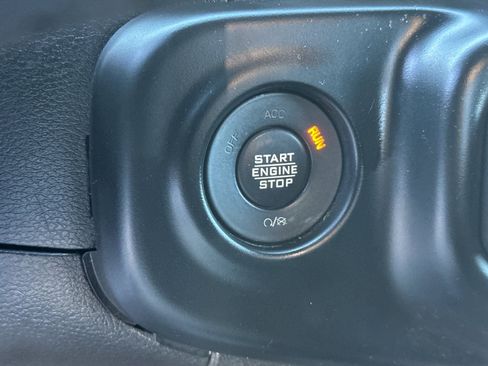 ACC
OFF
RUN
START
ENGINE
STOP